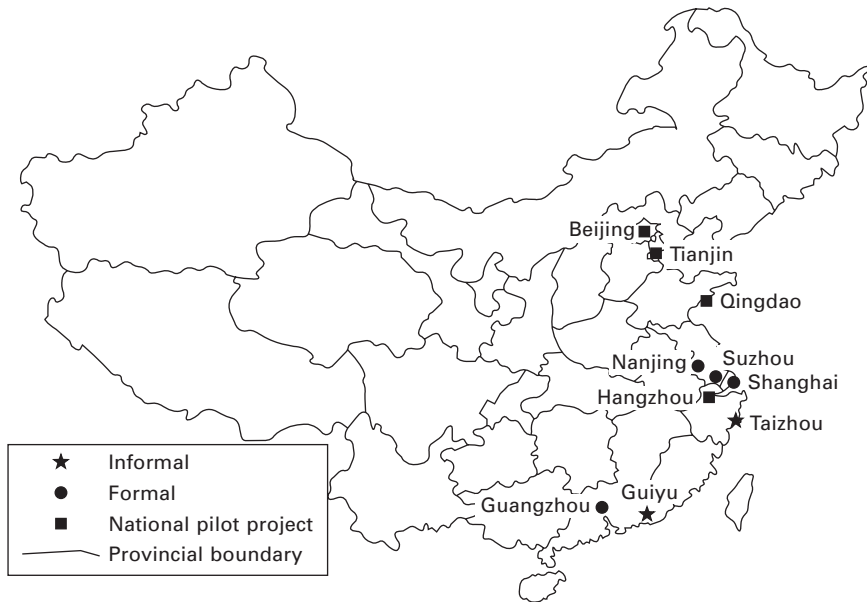 Beijing
Tianjin
Qingdao
Nanjing
Suzhou
Shanghai
Hangzhou
Taizhou
Guangzhou
Guiyu
Informal
Formal
National pilot project
Provincial boundary